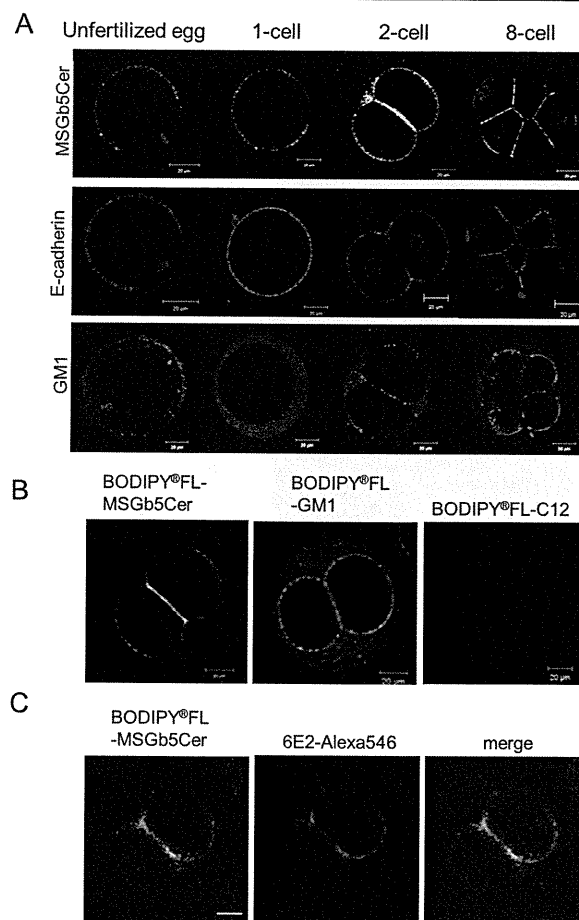 A
Unfertilized egg 1-cell 2-cell 8-cell
MSGb5Cer
20 µm
E-cadherin
20 µm 20 µm 20 µm
GM1
20 µm
B
BODIPY®FL-
MSGb5Cer
BODIPY®FL
-GM1
BODIPY®FL-C12
20 µm 20 µm
C
BODIPY®FL
-MSGb5Cer
6E2-Alexa546
merge